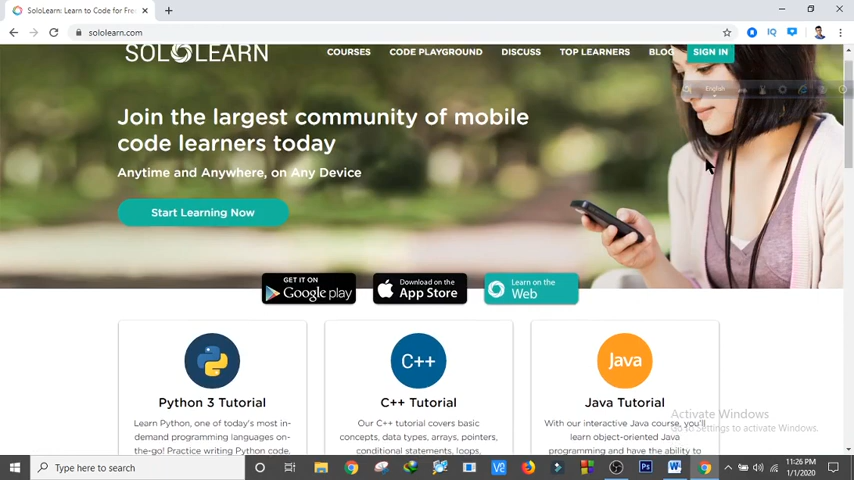 SoloLearn: Learn to Code for Fre
sololearn.com
IQ
SOLOLEARN
COURSES
CODE PLAYGROUND
DISCUSS
TOP LEARNERS
BLOG
SIGN IN
English
Join the largest community of mobile
code learners today
Anytime and Anywhere, on Any Device
Start Learning Now
GET IT ON
Google play
Download on the
App Store
Learn on the
Web
C++
Java
Python 3 Tutorial
C++ Tutorial
Java Tutorial
Learn Python, one of today's most in-
demand programming languages on-
the-go! Practice writing Python code,
Our C++ tutorial covers basic
concepts, data types, arrays, pointers,
conditional statements, loops,
With our interactive Java course, you'll
learn object-oriented Java
programming and have the ability to
Activate Windows
Go to Settings to activate Windows.
Type here to search
Ps
11:26 PM
1/1/2020